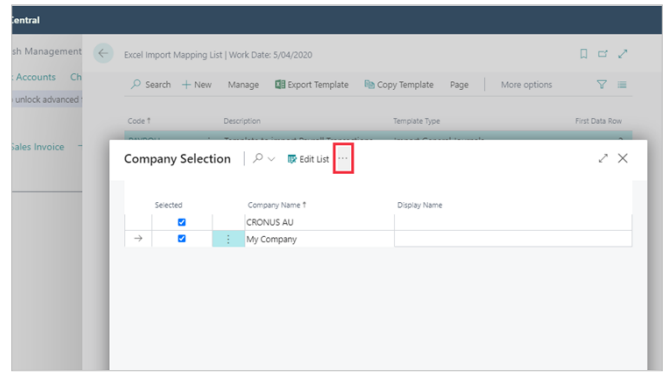 Central
sh Management
Excel Import Mapping List | Work Date: 5/04/2020
Accounts Ch
Search New Manage Export Template Copy Template Page More options
unlock advanced
Code ↑ Description Template Type First Data Row
Sales Invoice
Company Selection Edit List ...
Selected Company Name ↑ Display Name
CRONUS AU
My Company